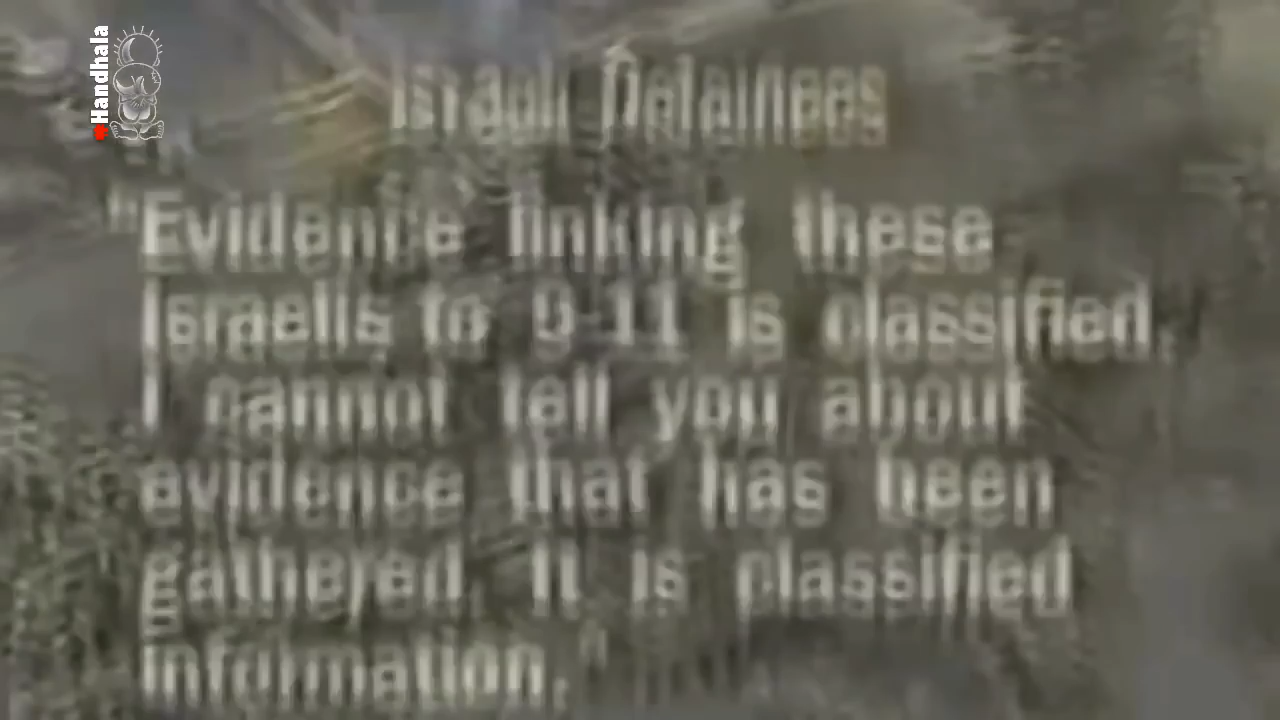 Handhala
Israeli Detainees
"Evidence linking these
Israelis to 9-11 is classified.
I cannot tell you about
evidence that has been
gathered. It is classified
information."